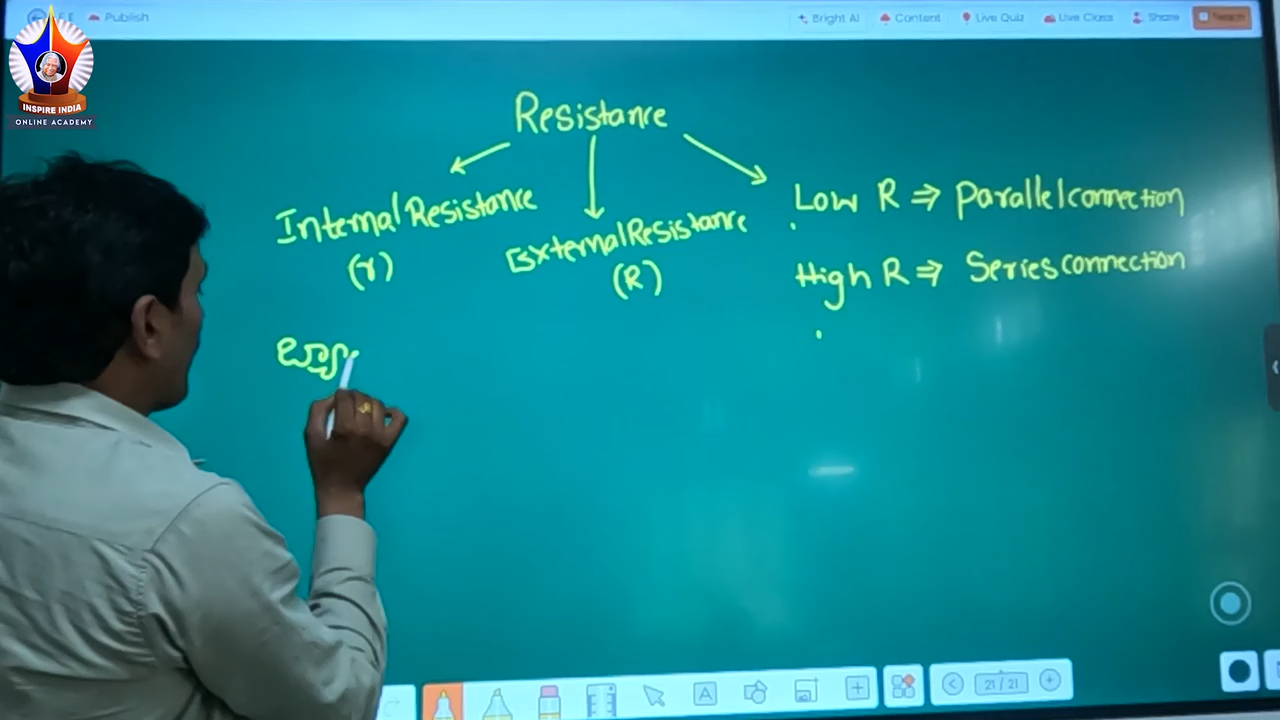 Publish
Bright AI
Content
Live Quiz
Live Class
Share
Teach
INSPIRE INDIA
ONLINE ACADEMY
Resistance
Internal Resistance
(r)
External Resistance
(R)
Low R ⇒ Parallel connection
High R ⇒ Series connection
21 / 21